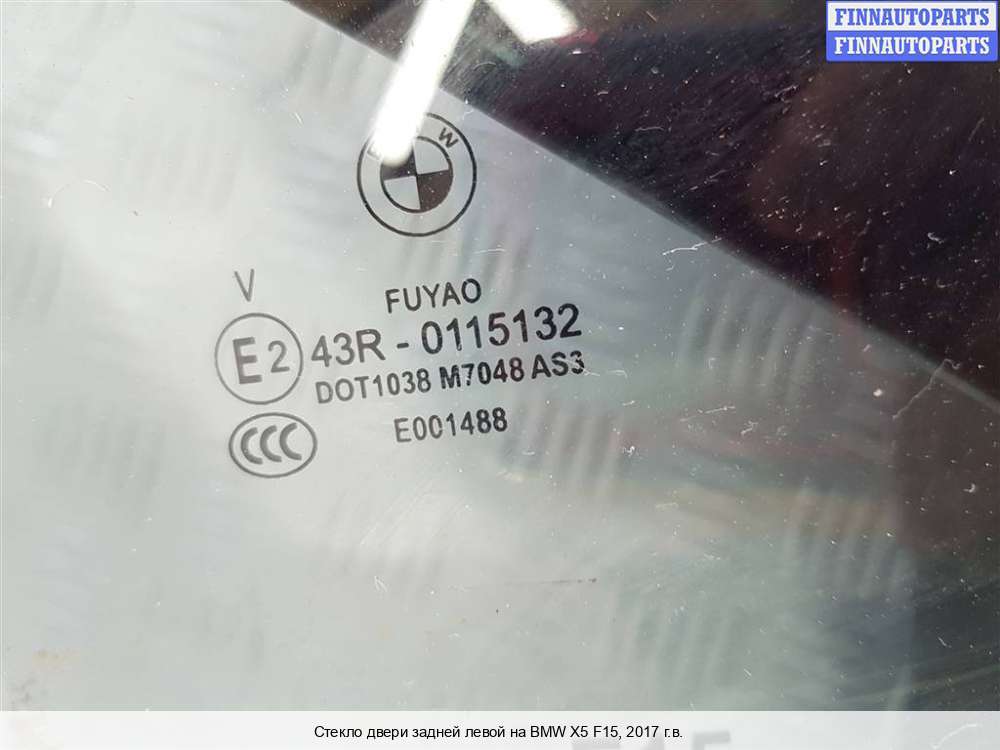 FINNAUTOPARTS
FINNAUTOPARTS
W
V
FUYAO
E2 43R - 0115132
DOT1038 M7048 AS3
CCC E001488
Стекло двери задней левой на BMW X5 F15, 2017 г.в.